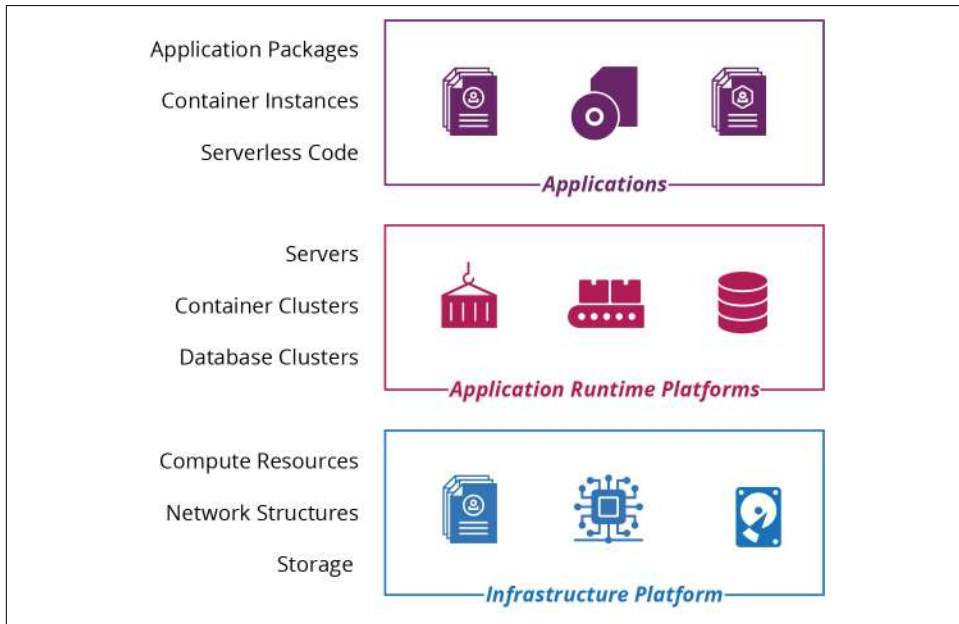 Application Packages
Container Instances
Serverless Code
Applications
Servers
Container Clusters
Database Clusters
Application Runtime Platforms
Compute Resources
Network Structures
Storage
Infrastructure Platform